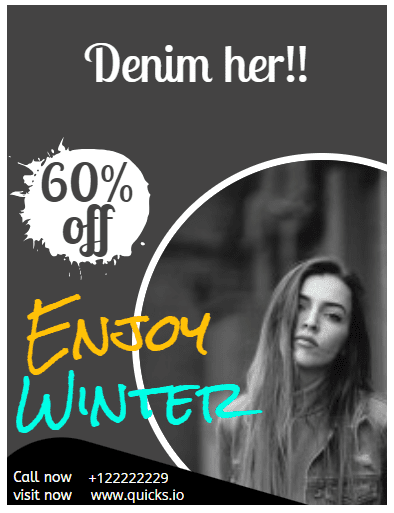 Denim her!!
60%
off
Enjoy
Winter
Call now +122222229
visit now www.quicks.io